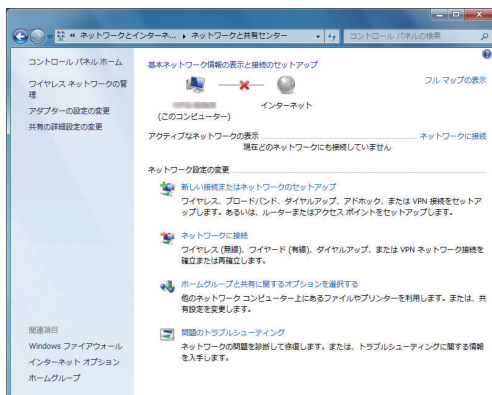 « ネットワークとインターネ... ▸ ネットワークと共有センター
コントロール パネルの検索
コントロール パネル ホーム
ワイヤレス ネットワークの管
理
アダプターの設定の変更
共有の詳細設定の変更
基本ネットワーク情報の表示と接続のセットアップ
フル マップの表示
インターネット
(このコンピューター)
アクティブなネットワークの表示
ネットワークに接続
現在どのネットワークにも接続していません
ネットワーク設定の変更
新しい接続またはネットワークのセットアップ
ワイヤレス、ブロードバンド、ダイヤルアップ、アドホック、または VPN 接続をセットア
ップします。あるいは、ルーターまたはアクセス ポイントをセットアップします。
ネットワークに接続
ワイヤレス (無線)、ワイヤード (有線)、ダイヤルアップ、または VPN ネットワーク接続を
確立または再確立します。
ホームグループと共有に関するオプションを選択する
他のネットワーク コンピューター上にあるファイルやプリンターを利用します。または、共
有設定を変更します。
問題のトラブルシューティング
ネットワークの問題を診断して修復します。または、トラブルシューティングに関する情報
を入手します。
関連項目
Windows ファイアウォール
インターネット オプション
ホームグループ